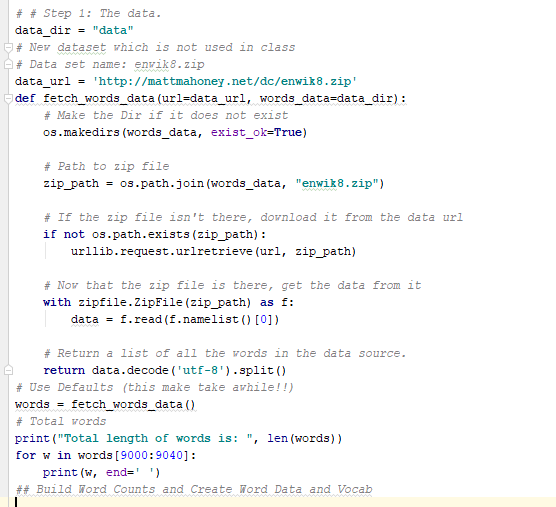 # # Step 1: The data.
data_dir = "data"
# New dataset which is not used in class
# Data set name: enwik8.zip
data_url = 'http://mattmahoney.net/dc/enwik8.zip'
def fetch_words_data(url=data_url, words_data=data_dir):
    # Make the Dir if it does not exist
    os.makedirs(words_data, exist_ok=True)

    # Path to zip file
    zip_path = os.path.join(words_data, "enwik8.zip")

    # If the zip file isn't there, download it from the data url
    if not os.path.exists(zip_path):
        urllib.request.urlretrieve(url, zip_path)

    # Now that the zip file is there, get the data from it
    with zipfile.ZipFile(zip_path) as f:
        data = f.read(f.namelist()[0])

    # Return a list of all the words in the data source.
    return data.decode('utf-8').split()
# Use Defaults (this make take awhile!!)
words = fetch_words_data()
# Total words
print("Total length of words is: ", len(words))
for w in words[9000:9040]:
    print(w, end=' ')
## Build Word Counts and Create Word Data and Vocab